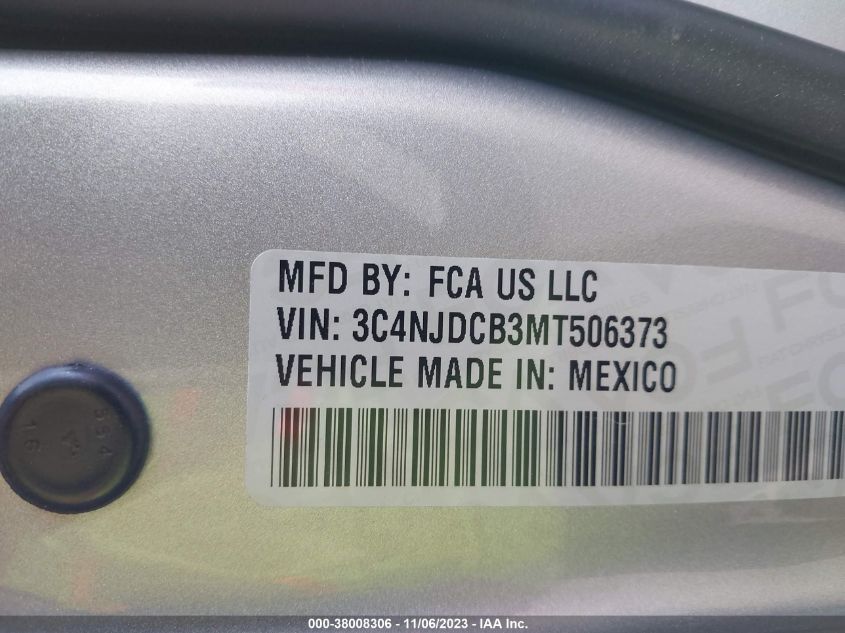 MFD BY: FCA US LLC
VIN: 3C4NJDCB3MT506373
VEHICLE MADE IN: MEXICO
000-38008306 - 11/06/2023 - IAA Inc.